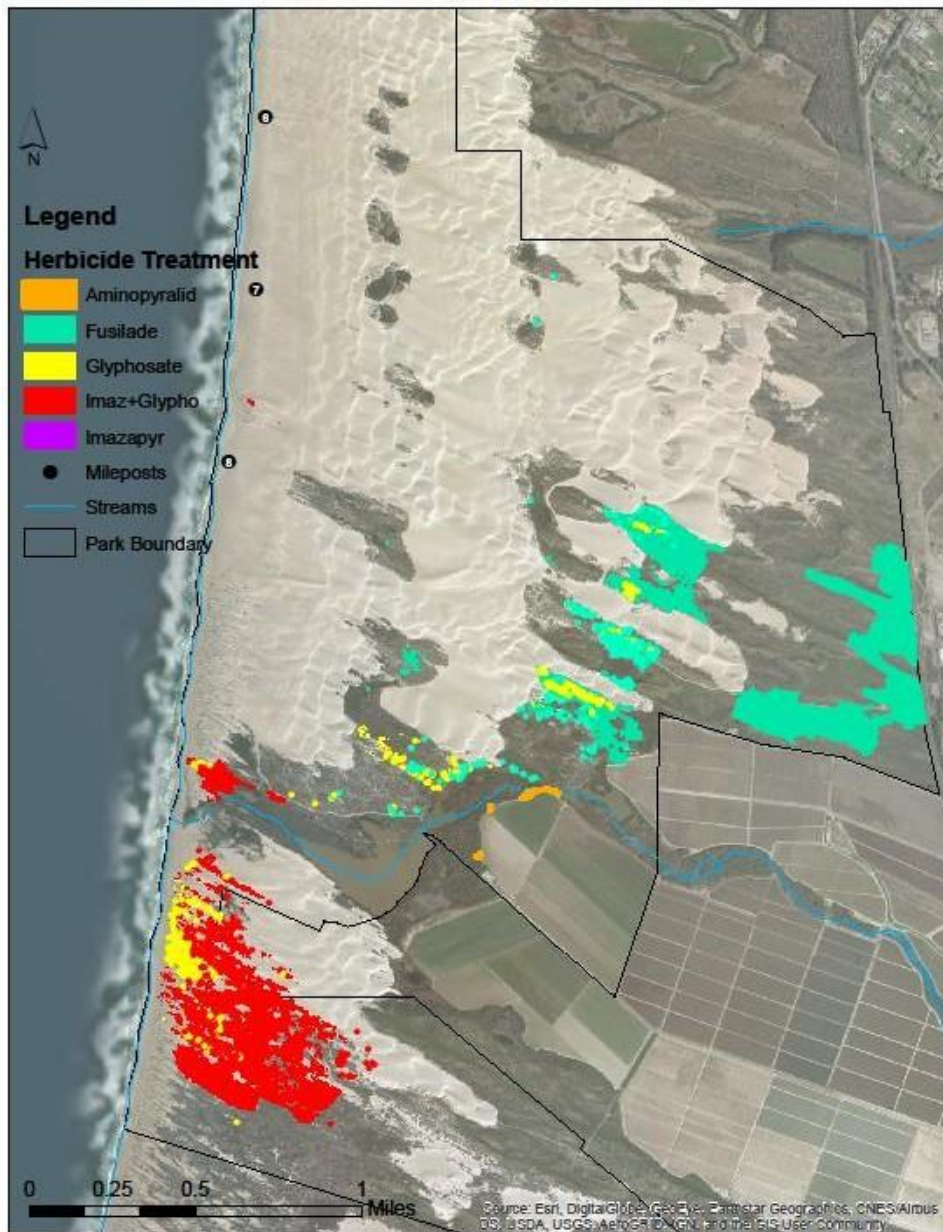 6
N
Legend
Herbicide Treatment
Aminopyralid
7
Fusilade
Glyphosate
Imaz+Glypho
Imazapyr
8
Mileposts
Streams
Park Boundary
0 0.25 0.5 1
Miles
Source: Esri, DigitalGlobe, GeoEye, Earthstar Geographics, CNES/Airbus
DS, USDA, USGS, AeroGRID, IGN, and the GIS User Community